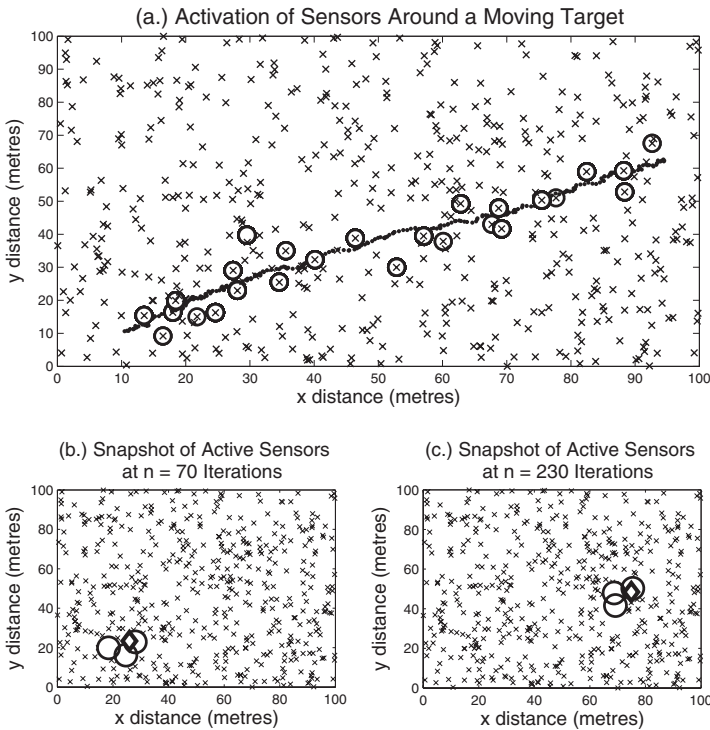 (a.) Activation of Sensors Around a Moving Target
100
90
80
70
60
50
40
30
20
10
0
y distance (metres)
0 10 20 30 40 50 60 70 80 90 100
x distance (metres)
(b.) Snapshot of Active Sensors
at n = 70 Iterations
100
80
60
40
20
0
y distance (metres)
0 20 40 60 80 100
x distance (metres)
(c.) Snapshot of Active Sensors
at n = 230 Iterations
100
80
60
40
20
0
y distance (metres)
0 20 40 60 80 100
x distance (metres)